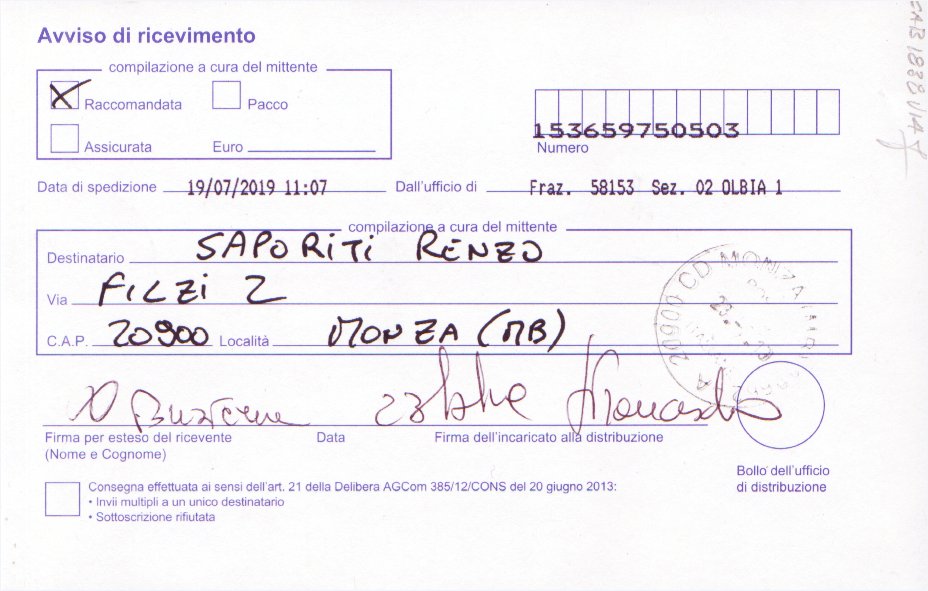 Avviso di ricevimento
compilazione a cura del mittente
Raccomandata Pacco
Assicurata Euro
153659750503
Numero
Data di spedizione 19/07/2019 11:07 Dall'ufficio di Fraz. 58153 Sez. 02 OLBIA 1
compilazione a cura del mittente
Destinatario SAPORITI RENZO
Via FILZI 2
C.A.P. 20900 Località MONZA (MB)
20900 CD MONZA
Firma per esteso del ricevente Data Firma dell'incaricato alla distribuzione
(Nome e Cognome)
Bollo dell'ufficio
di distribuzione
Consegna effettuata ai sensi dell'art. 21 della Delibera AGCom 385/12/CONS del 20 giugno 2013:
• Invii multipli a un unico destinatario
• Sottoscrizione rifiutata